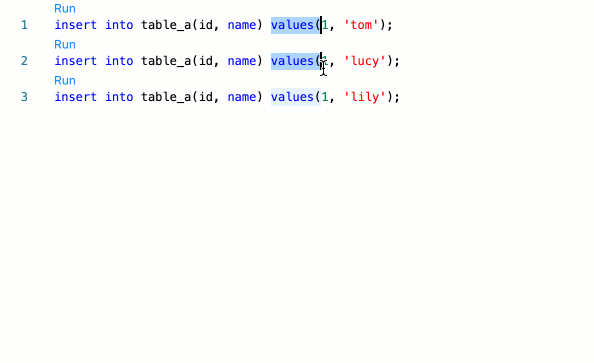 Run
1 insert into table_a(id, name) values(1, 'tom');
Run
2 insert into table_a(id, name) values(1, 'lucy');
Run
3 insert into table_a(id, name) values(1, 'lily');